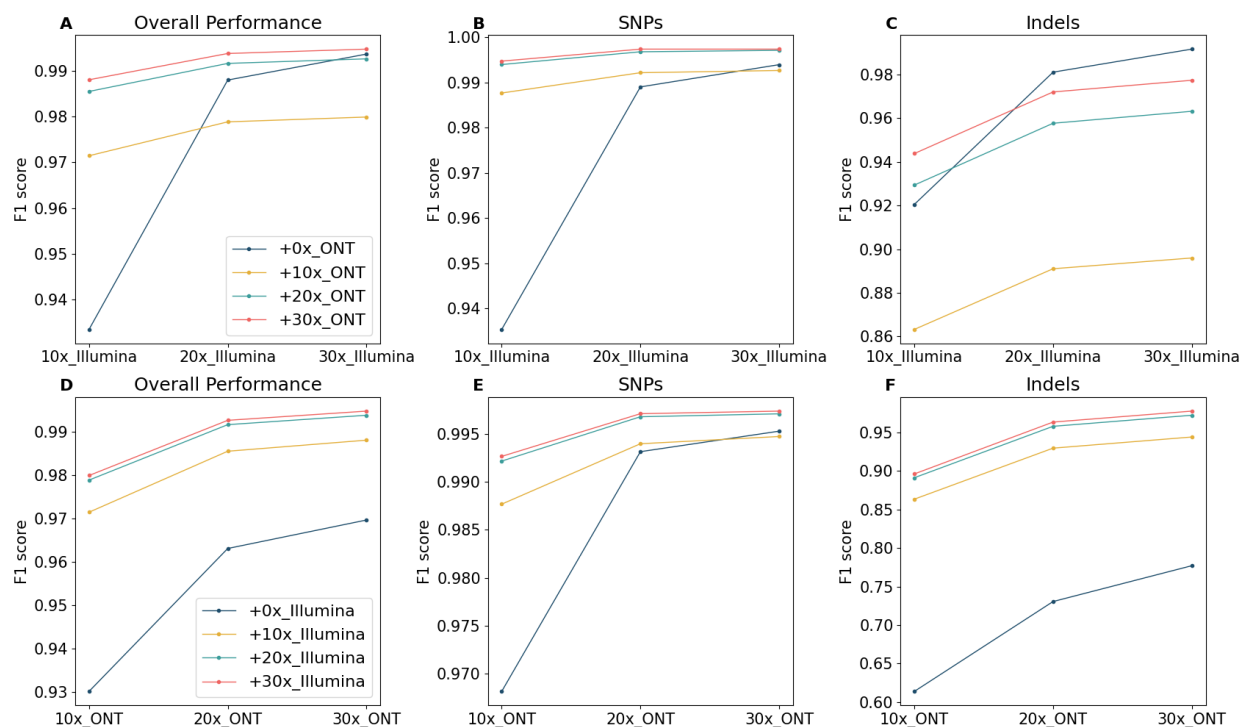 A Overall Performance
B SNPs
C Indels
F1 score
0.99
0.98
0.97
0.96
0.95
0.94
+0x_ONT
+10x_ONT
+20x_ONT
+30x_ONT
10x_Illumina 20x_Illumina 30x_Illumina
F1 score
1.00
0.99
0.98
0.97
0.96
0.95
0.94
10x_Illumina 20x_Illumina 30x_Illumina
F1 score
0.98
0.96
0.94
0.92
0.90
0.88
0.86
10x_Illumina 20x_Illumina 30x_Illumina
D Overall Performance
E SNPs
F Indels
F1 score
0.99
0.98
0.97
0.96
0.95
0.94
0.93
+0x_Illumina
+10x_Illumina
+20x_Illumina
+30x_Illumina
10x_ONT 20x_ONT 30x_ONT
F1 score
0.995
0.990
0.985
0.980
0.975
0.970
10x_ONT 20x_ONT 30x_ONT
F1 score
0.95
0.90
0.85
0.80
0.75
0.70
0.65
0.60
10x_ONT 20x_ONT 30x_ONT